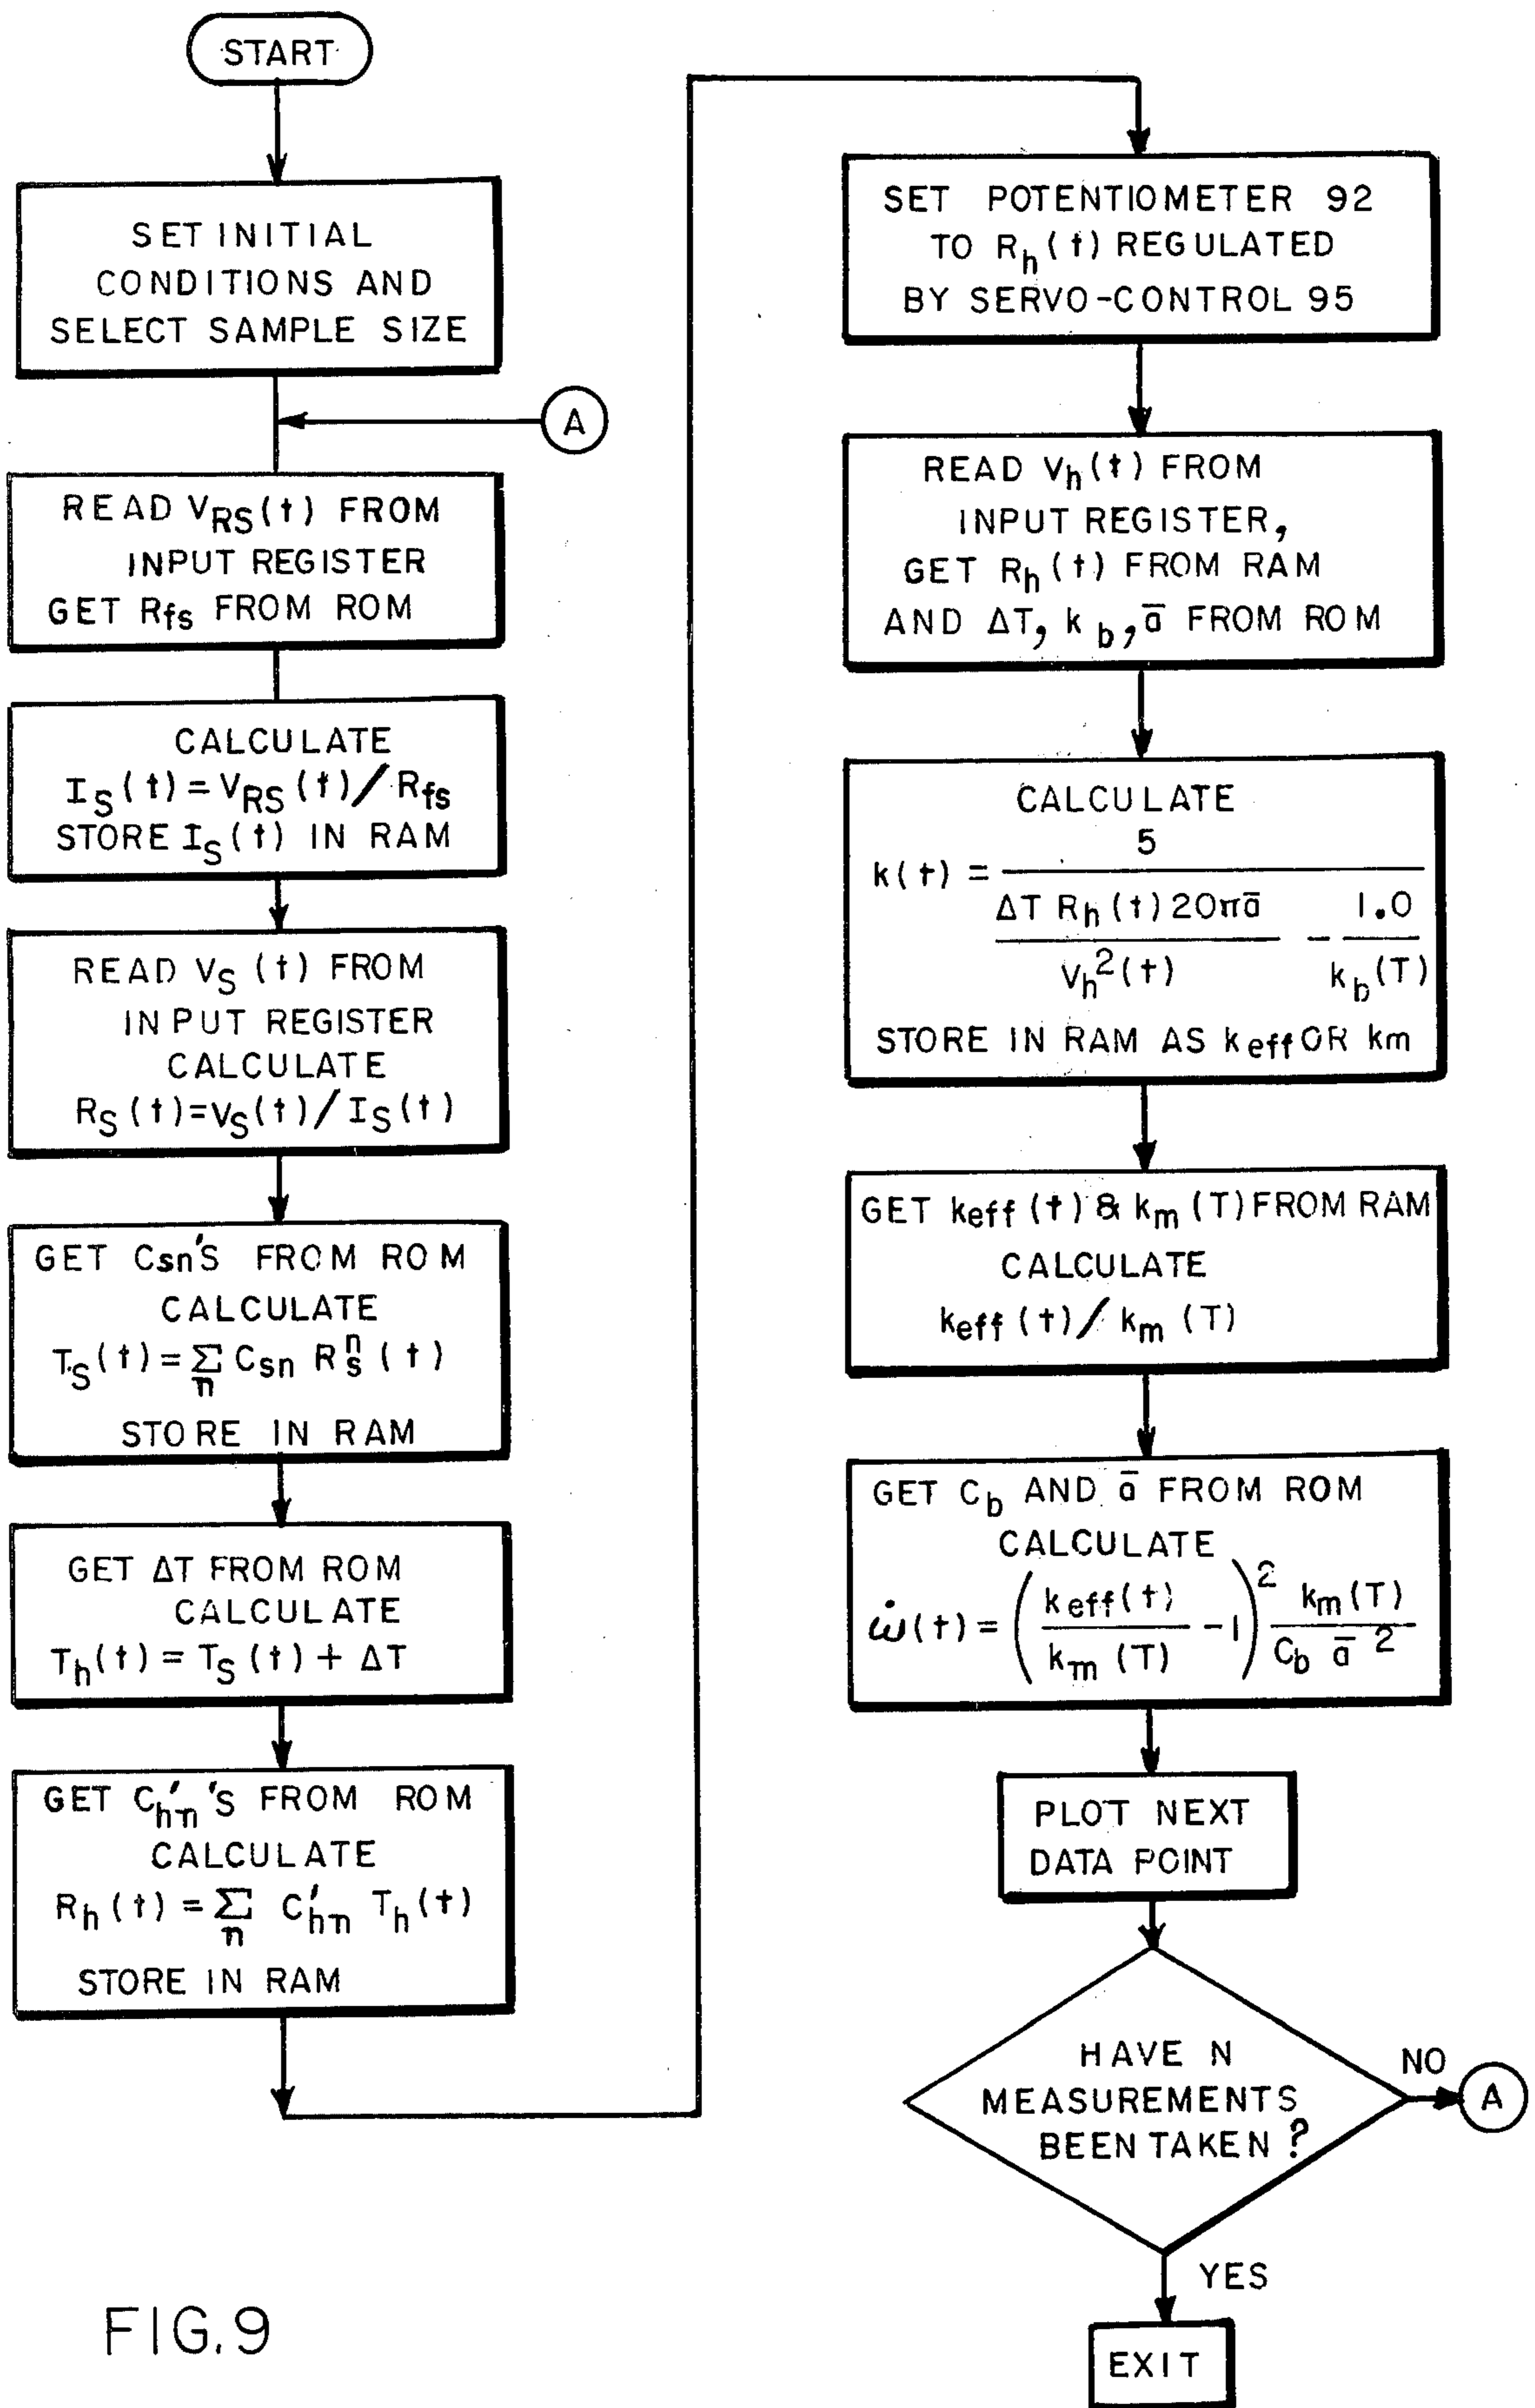 START
SET INITIAL
CONDITIONS AND
SELECT SAMPLE SIZE
A
READ V_RS(t) FROM
INPUT REGISTER
GET R_fs FROM ROM
CALCULATE
I_S(t) = V_RS(t) / R_fs
STORE I_S(t) IN RAM
READ V_S(t) FROM
INPUT REGISTER
CALCULATE
R_S(t) = V_S(t) / I_S(t)
GET C_sn'S FROM ROM
CALCULATE
T_S(t) = Σ_n C_sn R_s^n(t)
STORE IN RAM
GET ΔT FROM ROM
CALCULATE
T_h(t) = T_S(t) + ΔT
GET C'_hn'S FROM ROM
CALCULATE
R_h(t) = Σ_n C'_hn T_h(t)
STORE IN RAM
SET POTENTIOMETER 92
TO R_h(t) REGULATED
BY SERVO-CONTROL 95
READ V_h(t) FROM
INPUT REGISTER,
GET R_h(t) FROM RAM
AND ΔT, k_b, ā FROM ROM
CALCULATE
5
k(t) =
ΔT R_h(t) 20πā 1.0
-
V_h^2(t) k_b(T)
STORE IN RAM AS k_eff OR k_m
GET k_eff(t) & k_m(T) FROM RAM
CALCULATE
k_eff(t) / k_m(T)
GET C_b AND ā FROM ROM
CALCULATE
ẇ(t) = (k_eff(t) / k_m(T) - 1)^2 k_m(T) / C_b ā^2
PLOT NEXT
DATA POINT
HAVE N
MEASUREMENTS
BEEN TAKEN?
NO
A
YES
EXIT
FIG. 9